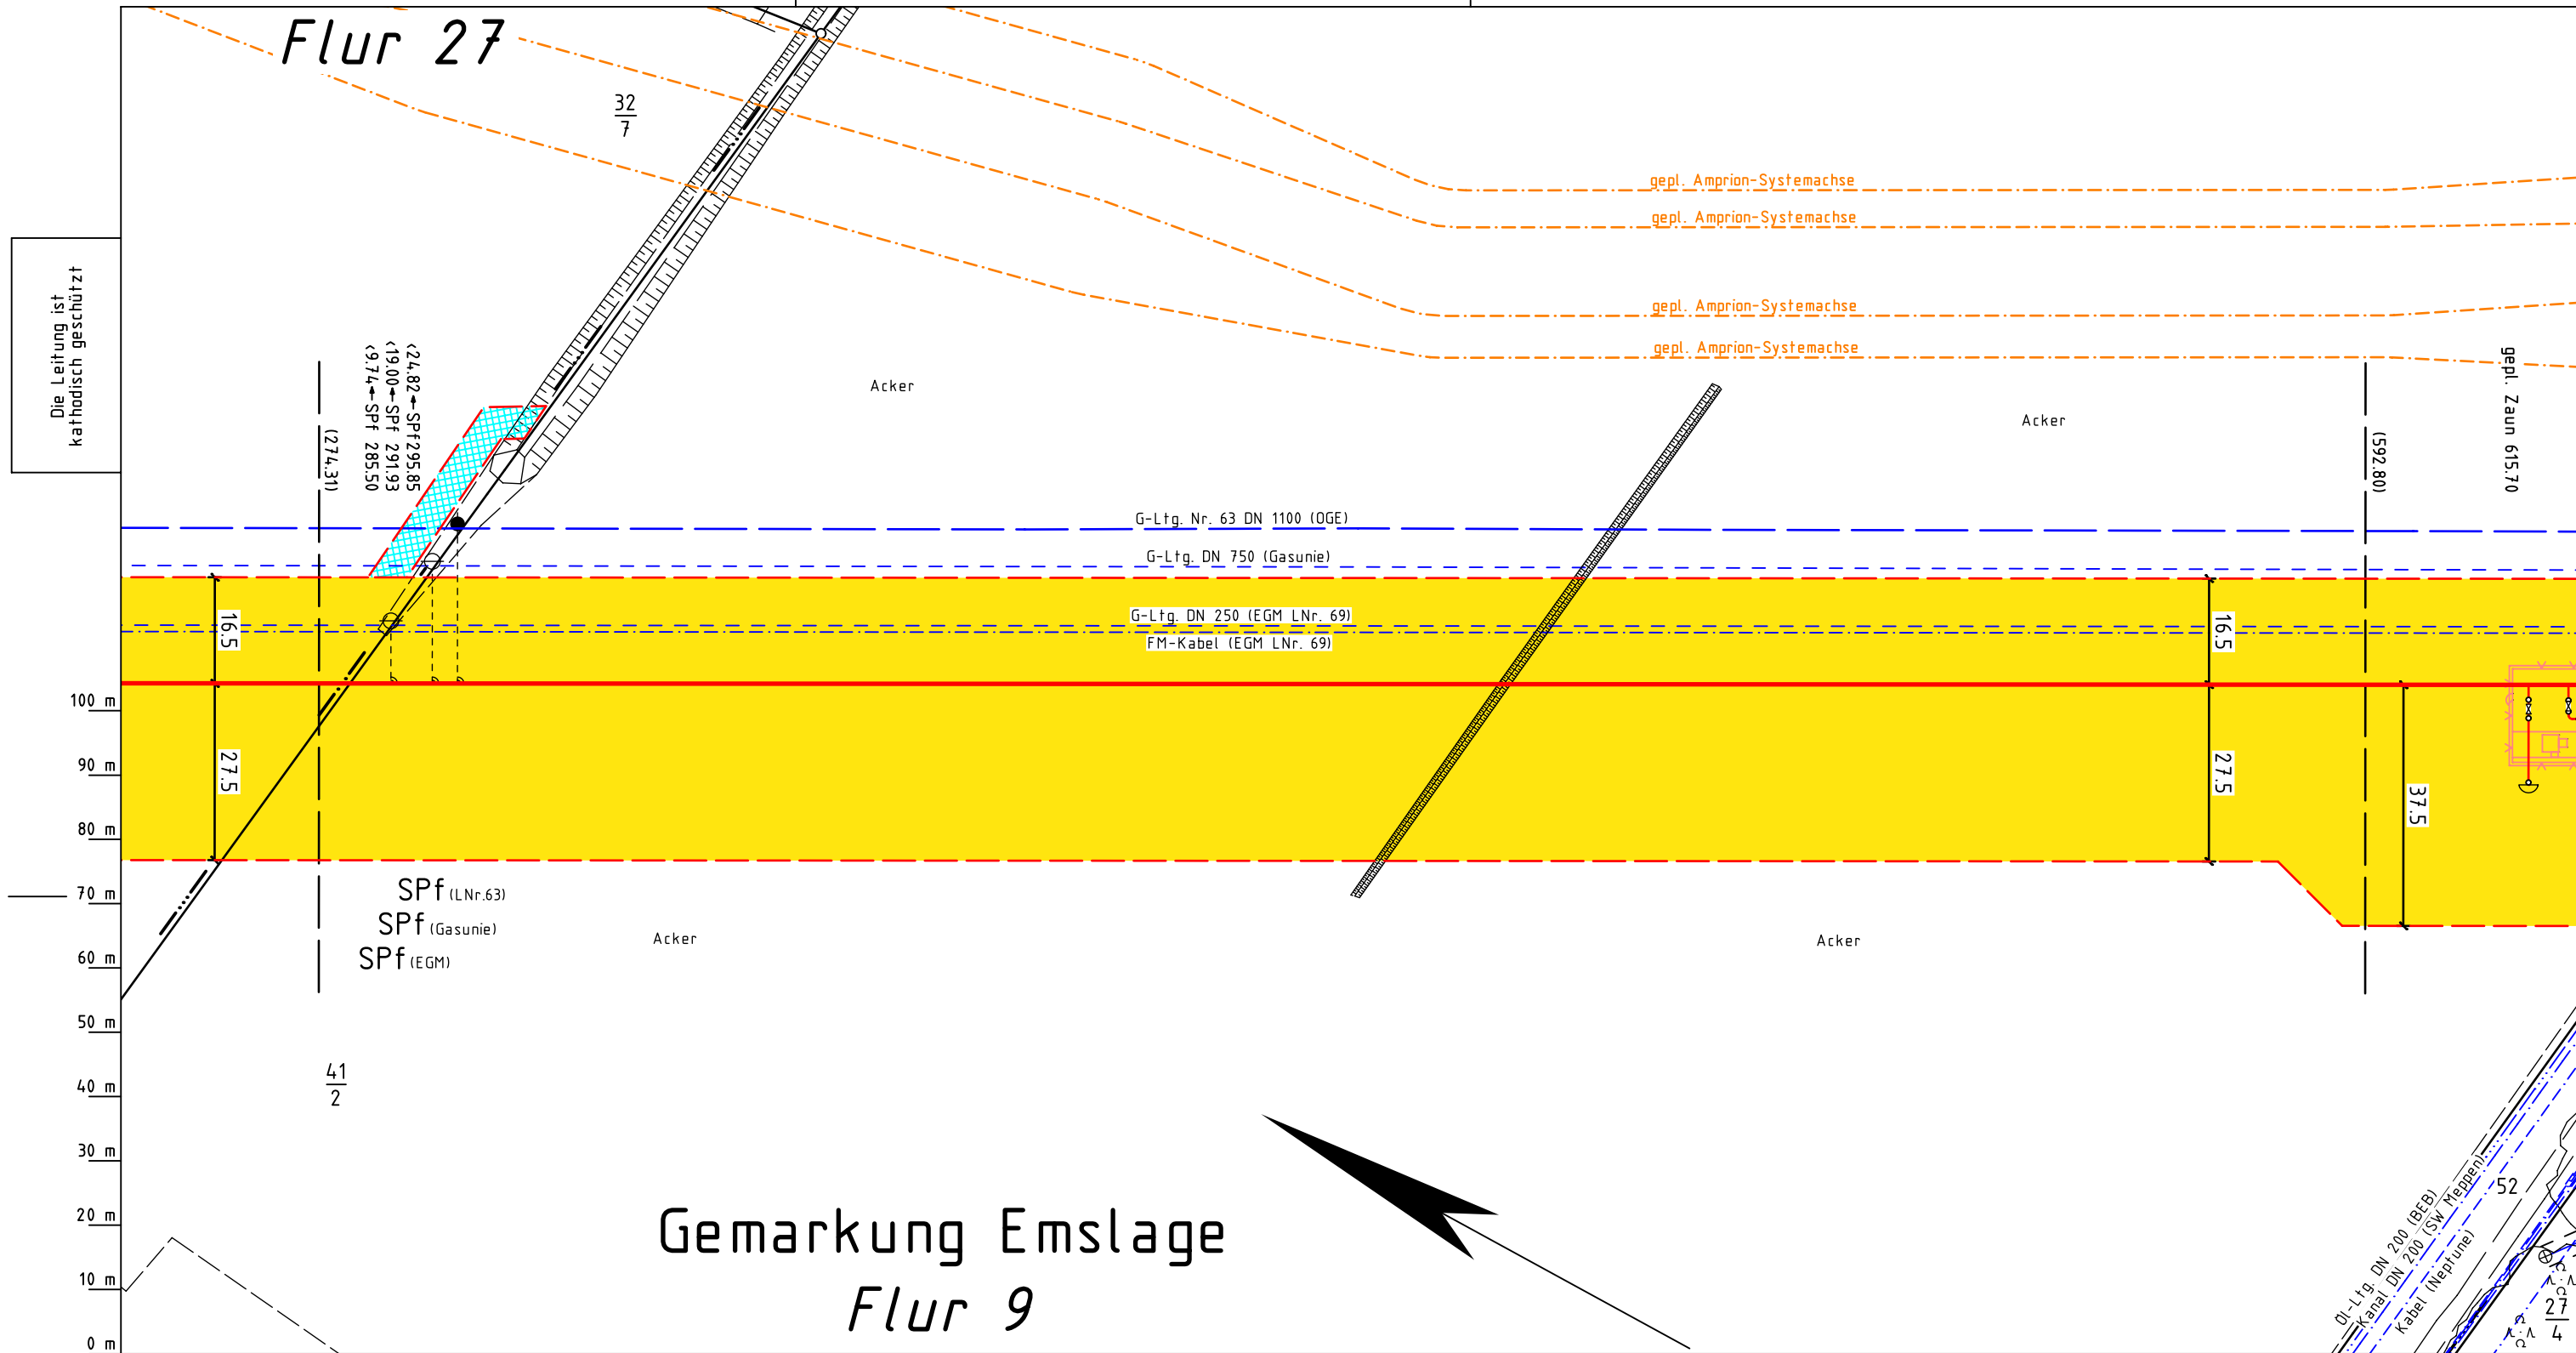 Flur 27
32
7
gepl. Amprion-Systemachse
gepl. Amprion-Systemachse
gepl. Amprion-Systemachse
gepl. Amprion-Systemachse
Die Leitung ist
kathodisch geschützt
<24.82→SPf295.85
<19.00→SPf 291.93
<9.74→SPf 285.50
(274.31)
Acker
Acker
(592.80)
gepl. Zaun 615.70
G-Ltg. Nr. 63 DN 1100 (OGE)
G-Ltg. DN 750 (Gasunie)
G-Ltg. DN 250 (EGM LNr. 69)
FM-Kabel (EGM LNr. 69)
16.5
27.5
16.5
27.5
37.5
100 m
90 m
80 m
70 m
60 m
50 m
40 m
30 m
20 m
10 m
0 m
SPf (LNr.63)
SPf (Gasunie)
SPf (EGM)
Acker
Acker
41
2
Gemarkung Emslage
Flur 9
Öl-Ltg. DN 200 (BEB)
Kanal DN 200 (SW Meppen)
Kabel (Neptune)
52
27
4